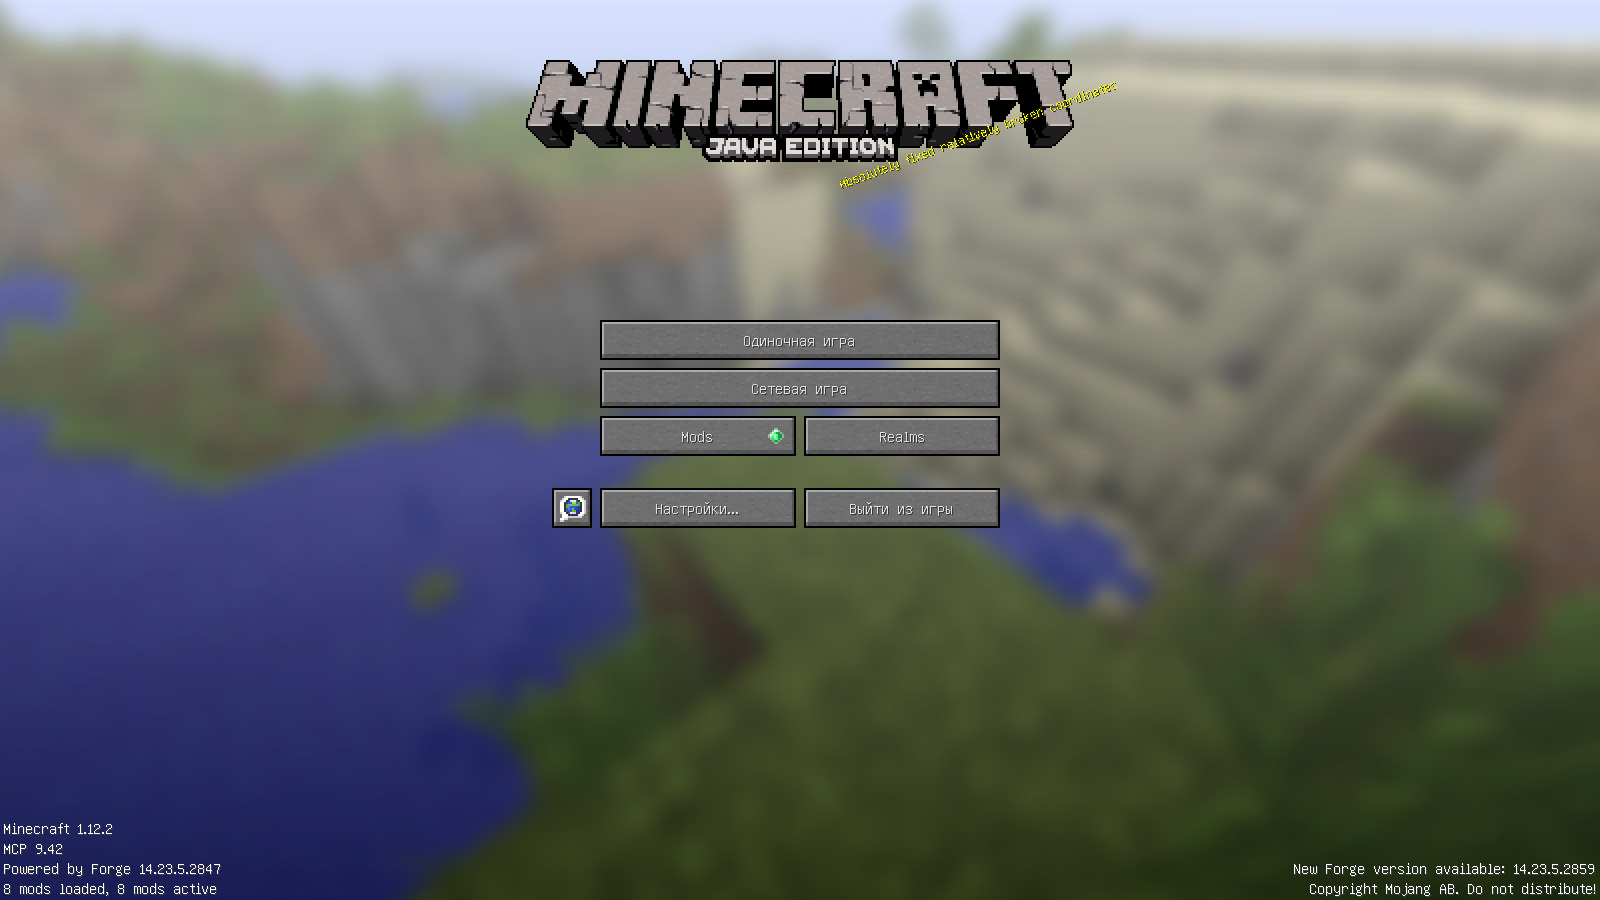 MINECRAFT
JAVA EDITION
Absolutely fixed relatively broken coordinates
Одиночная игра
Сетевая игра
Mods
Realms
Настройки...
Выйти из игры
Minecraft 1.12.2
MCP 9.42
Powered by Forge 14.23.5.2847
8 mods loaded, 8 mods active
New Forge version available: 14.23.5.2859
Copyright Mojang AB. Do not distribute!